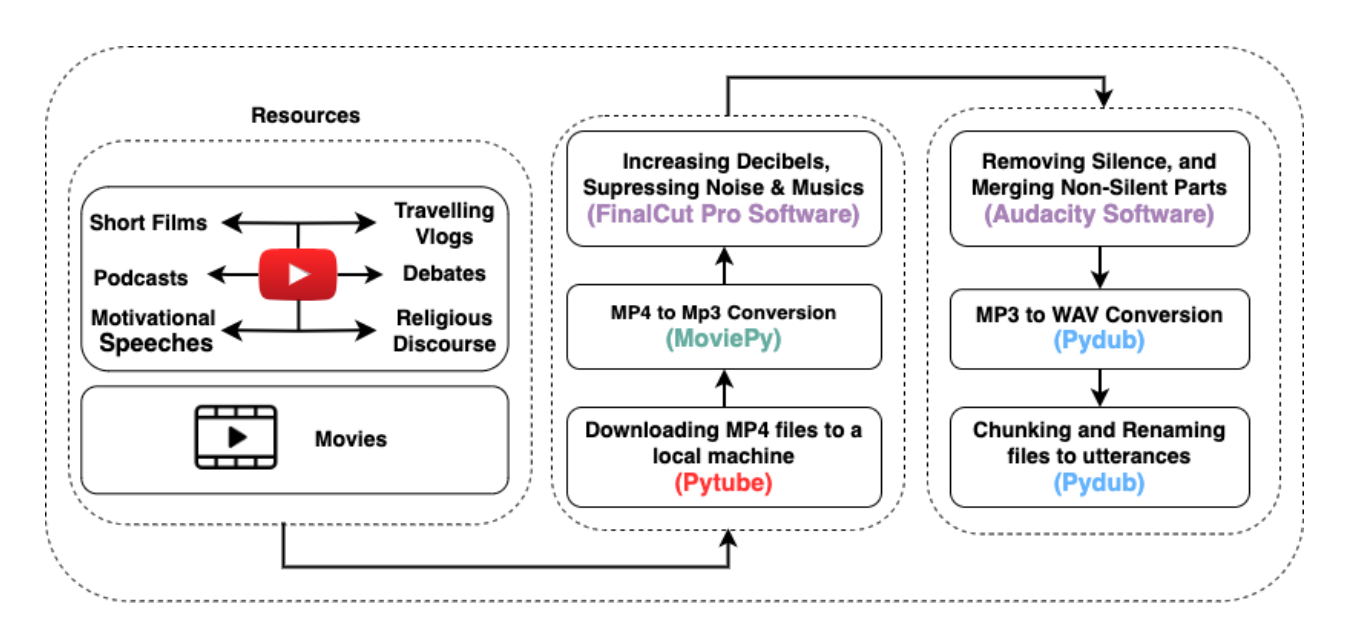 Resources
Short Films
Travelling
Vlogs
Podcasts
Debates
Motivational
Speeches
Religious
Discourse
Movies
Increasing Decibels,
Supressing Noise & Musics
(FinalCut Pro Software)
MP4 to Mp3 Conversion
(MoviePy)
Downloading MP4 files to a
local machine
(Pytube)
Removing Silence, and
Merging Non-Silent Parts
(Audacity Software)
MP3 to WAV Conversion
(Pydub)
Chunking and Renaming
files to utterances
(Pydub)